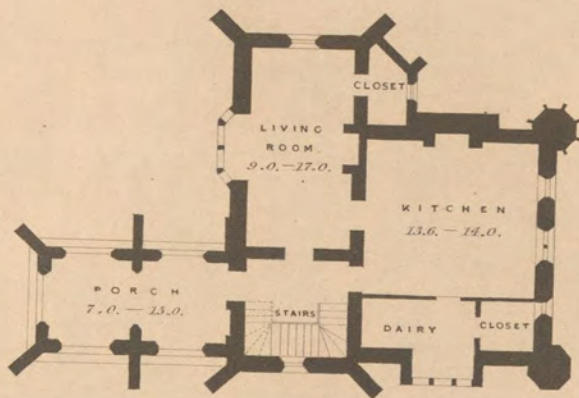 CLOSET
LIVING
ROOM.
9.0.—17.0.
KITCHEN
13.6.—14.0.
PORCH
7.0.—13.0.
STAIRS
DAIRY
CLOSET